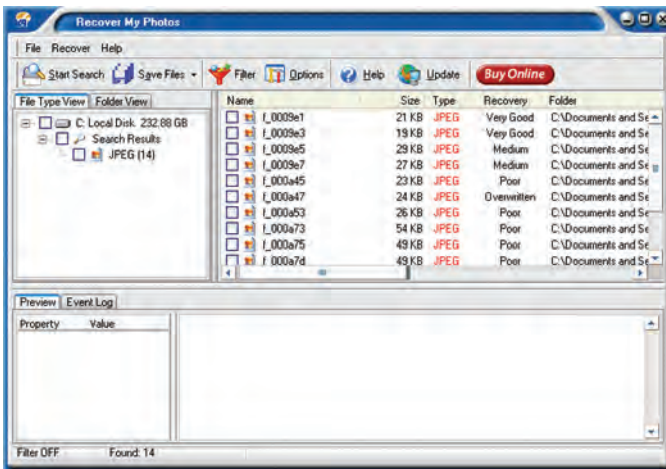 Recover My Photos
File Recover Help
Start Search Save Files Filter Options Help Update Buy Online
File Type View Folder View
C: Local Disk 232.88 GB
Search Results
JPEG (14)
Name Size Type Recovery Folder
f_0009e1 21 KB JPEG Very Good C:\Documents and Se
f_0009e3 19 KB JPEG Very Good C:\Documents and Se
f_0009e5 29 KB JPEG Medium C:\Documents and Se
f_0009e7 27 KB JPEG Medium C:\Documents and Se
f_000a45 23 KB JPEG Poor C:\Documents and Se
f_000a47 24 KB JPEG Overwritten C:\Documents and Se
f_000a53 26 KB JPEG Poor C:\Documents and Se
f_000a73 54 KB JPEG Poor C:\Documents and Se
f_000a75 49 KB JPEG Poor C:\Documents and Se
f_000a7d 49 KB JPEG Poor C:\Documents and Se
Preview Event Log
Property Value
Filter OFF Found: 14